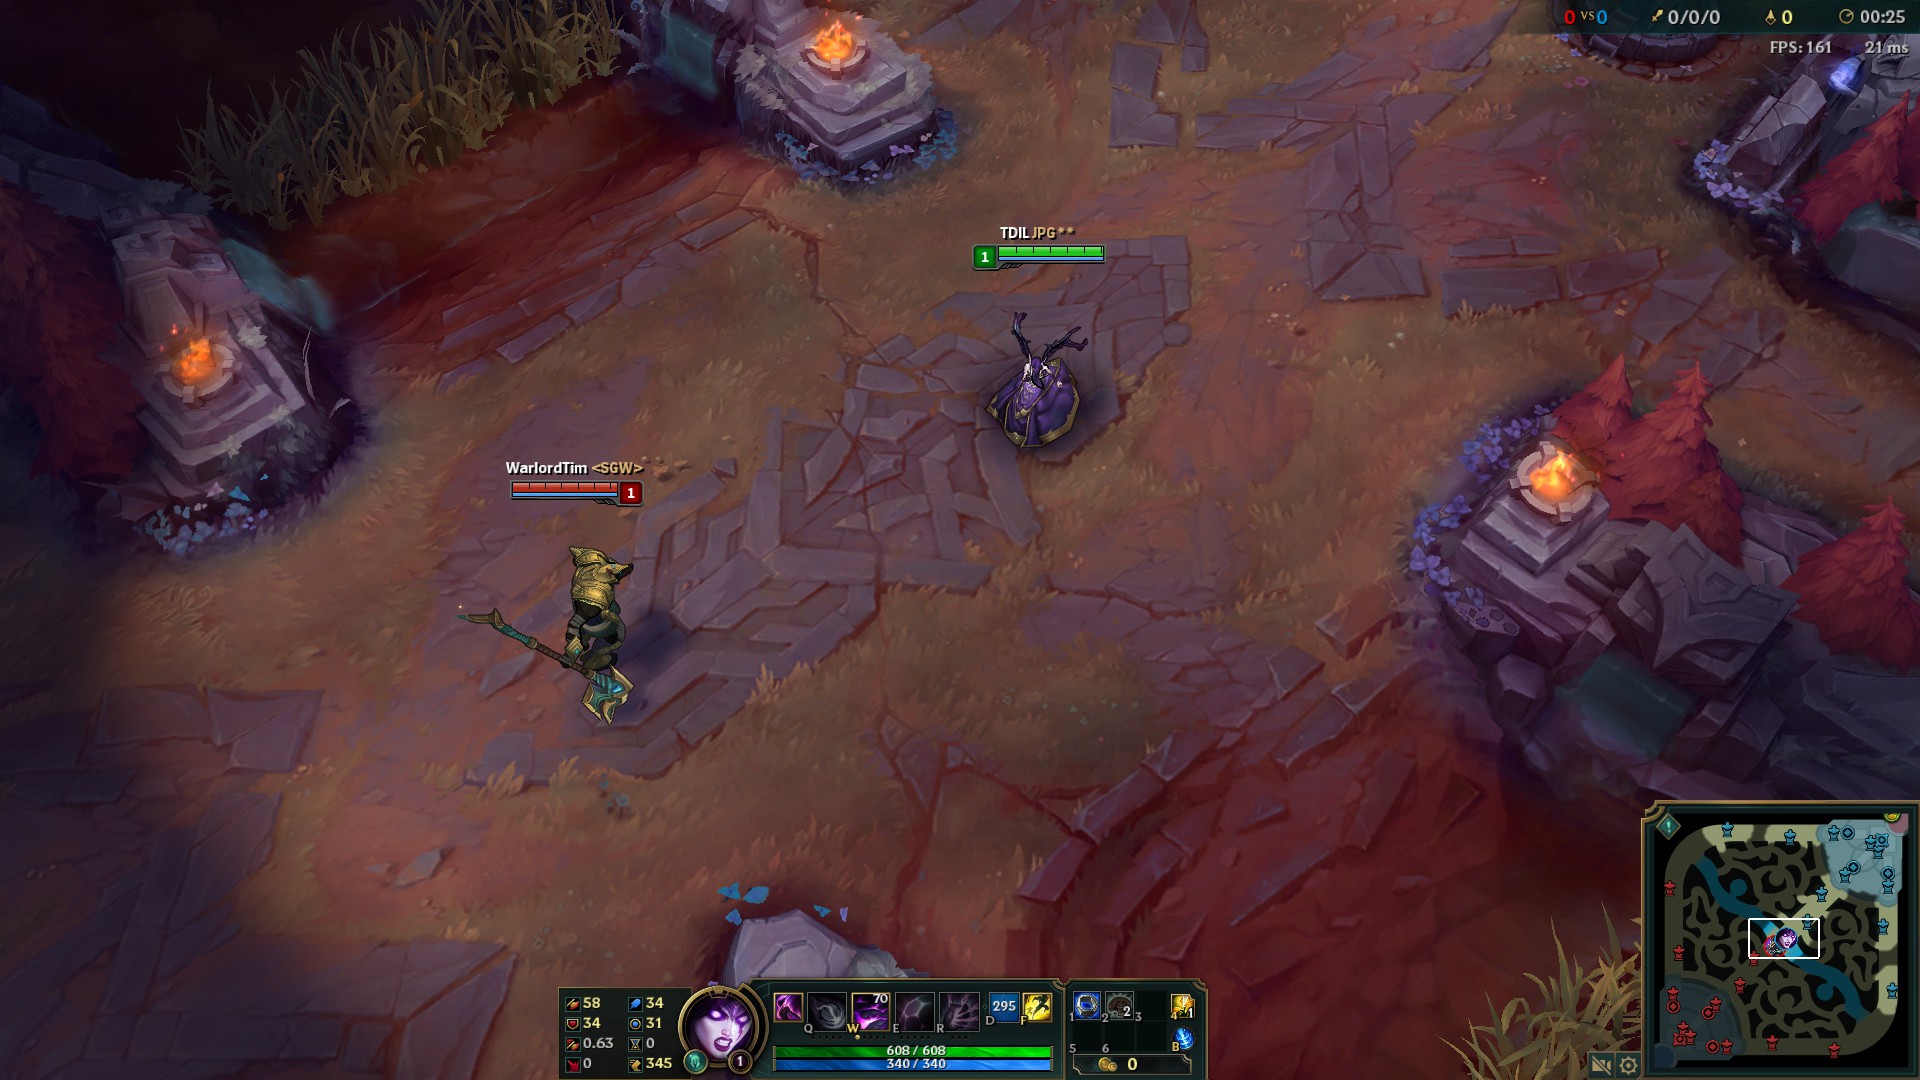 0 VS 0 0/0/0 0 00:25
FPS: 161 21 ms
TDIL JPG**
1
WarlordTim <SGW>
1
58 34
34 31
0.63 0
0 345
1
Q W 70 E R
295 D F
1 2 2 3 4 1
5 6 B
608 / 608
340 / 340
0